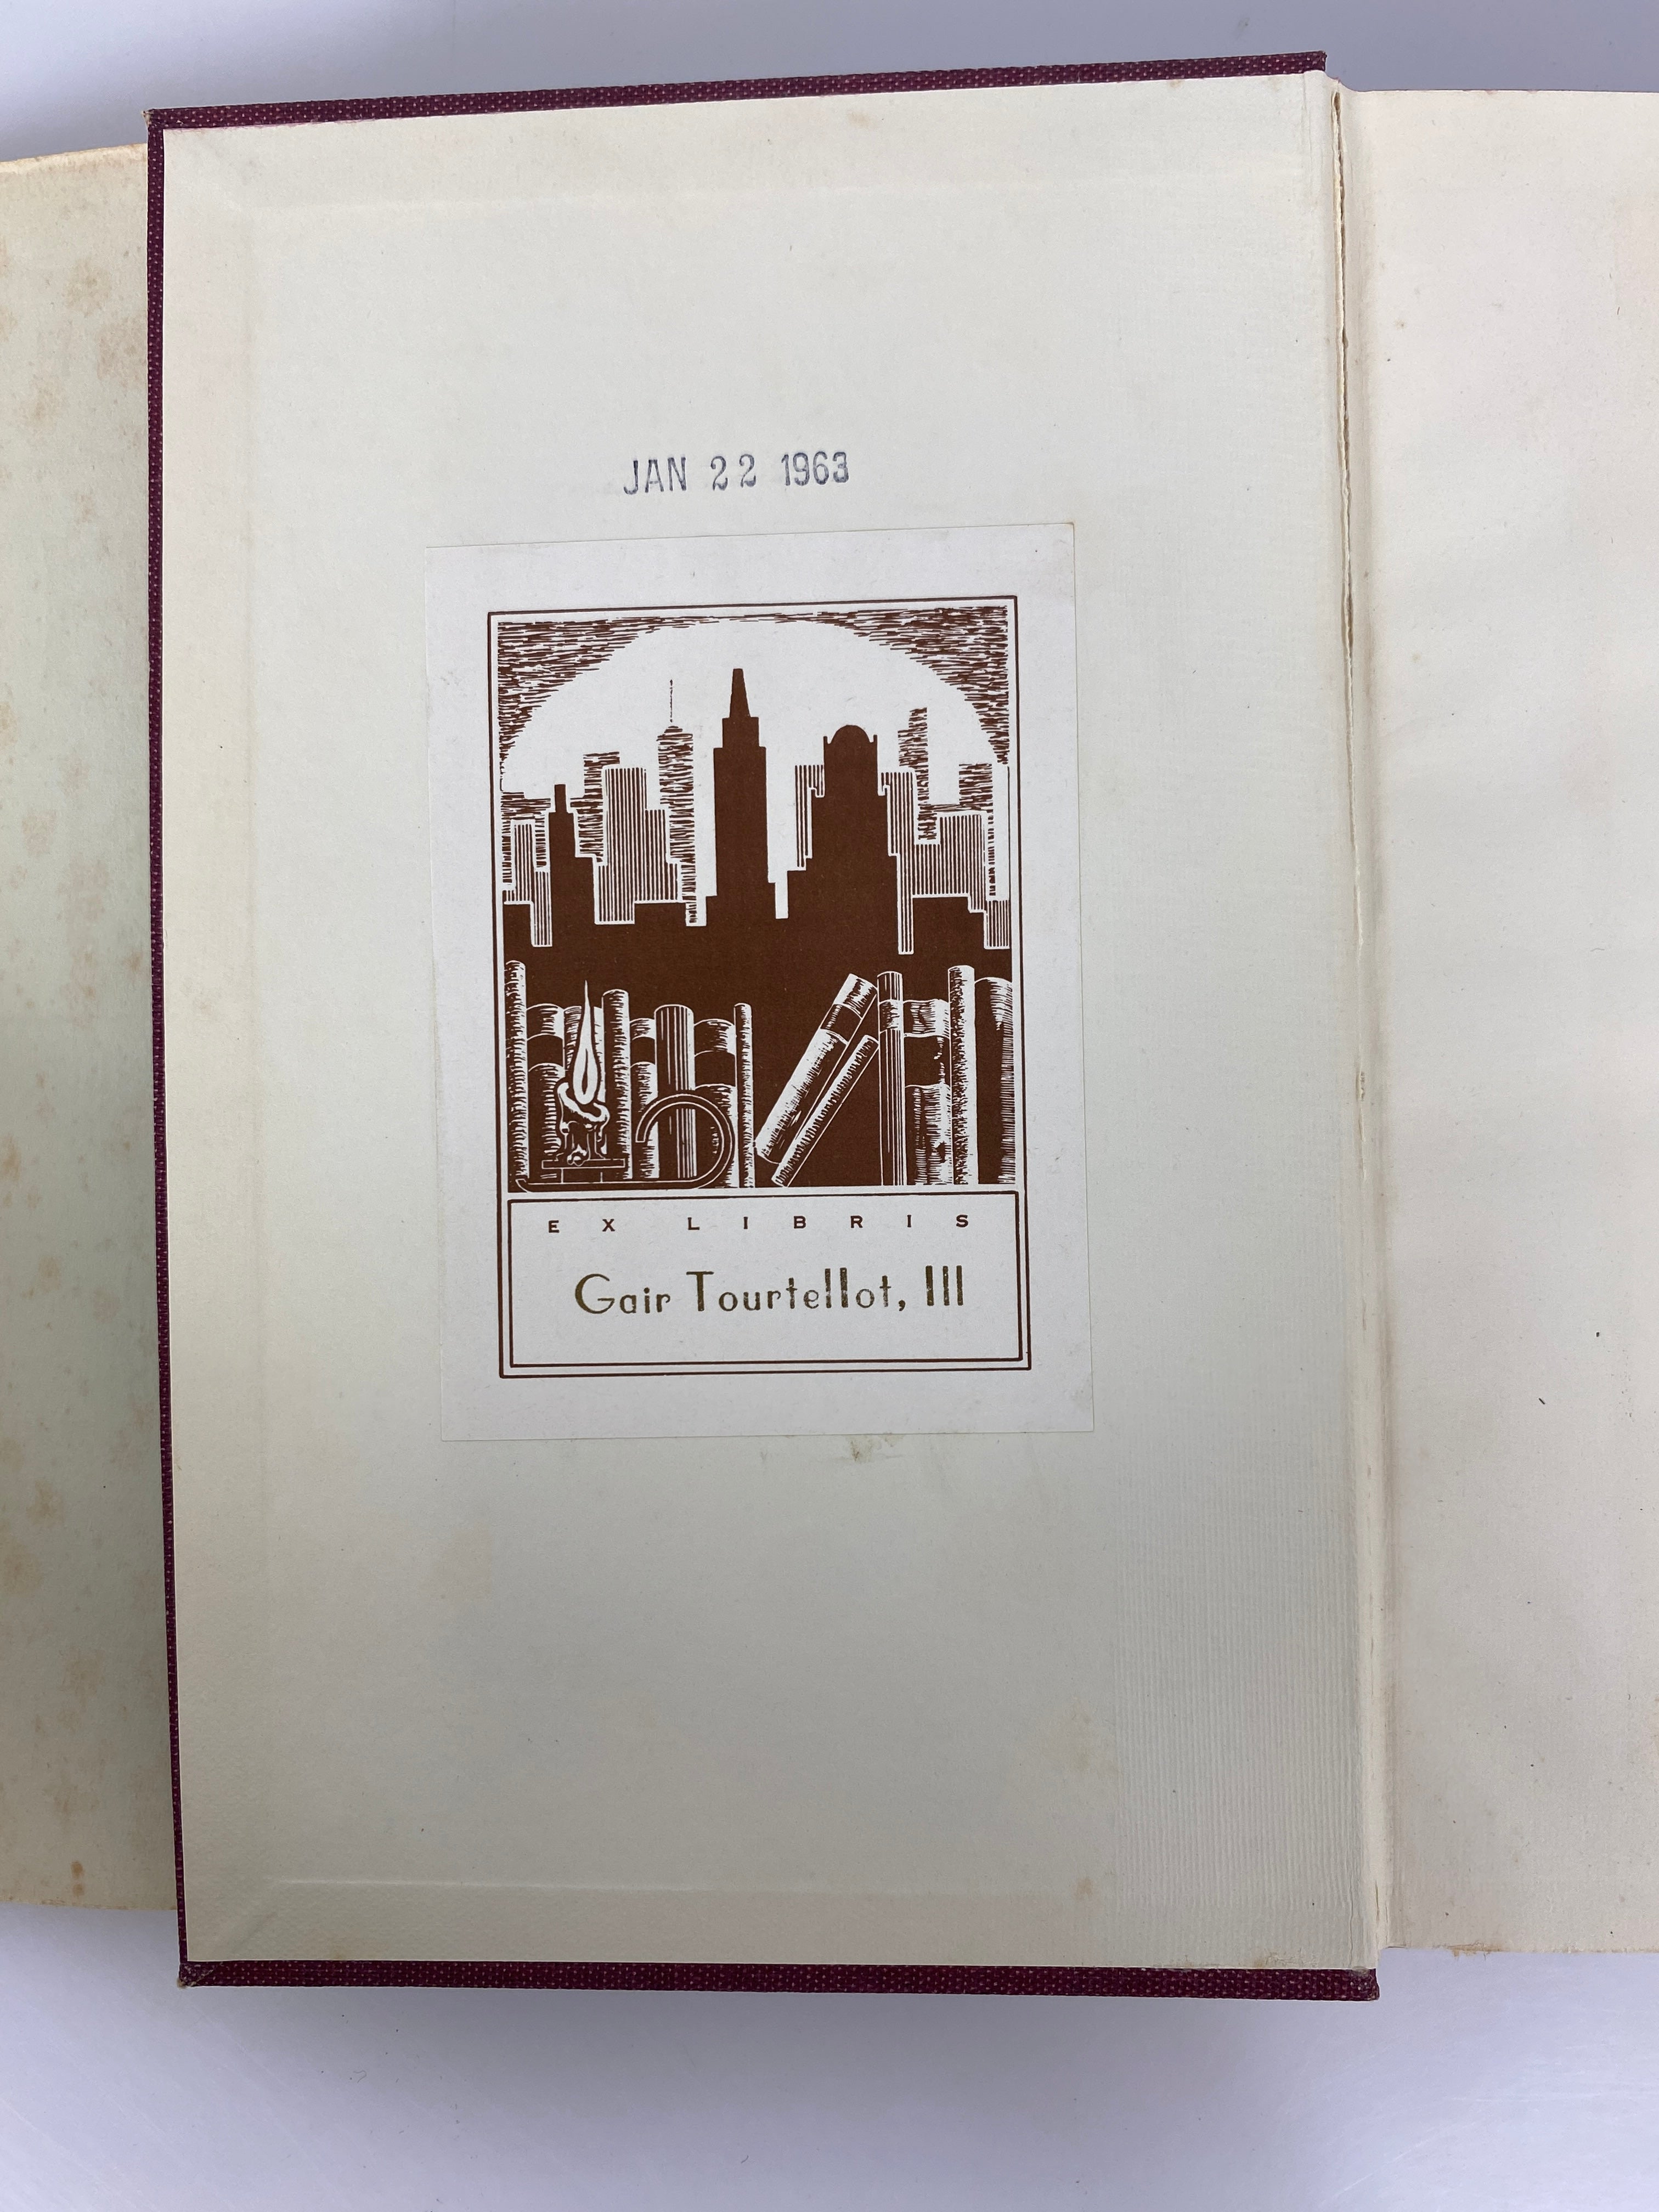 JAN 22 1963
EX LIBRIS
Gair Tourtellot, III